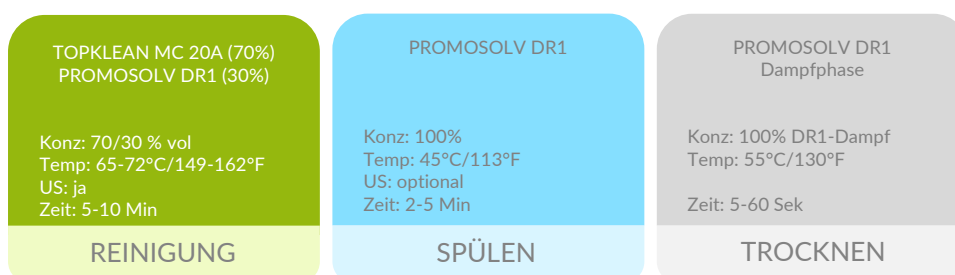 TOPKLEAN MC 20A (70%)
PROMOSOLV DR1 (30%)
Konz: 70/30 % vol
Temp: 65-72°C/149-162°F
US: ja
Zeit: 5-10 Min
REINIGUNG
PROMOSOLV DR1
Konz: 100%
Temp: 45°C/113°F
US: optional
Zeit: 2-5 Min
SPÜLEN
PROMOSOLV DR1
Dampfphase
Konz: 100% DR1-Dampf
Temp: 55°C/130°F
Zeit: 5-60 Sek
TROCKNEN